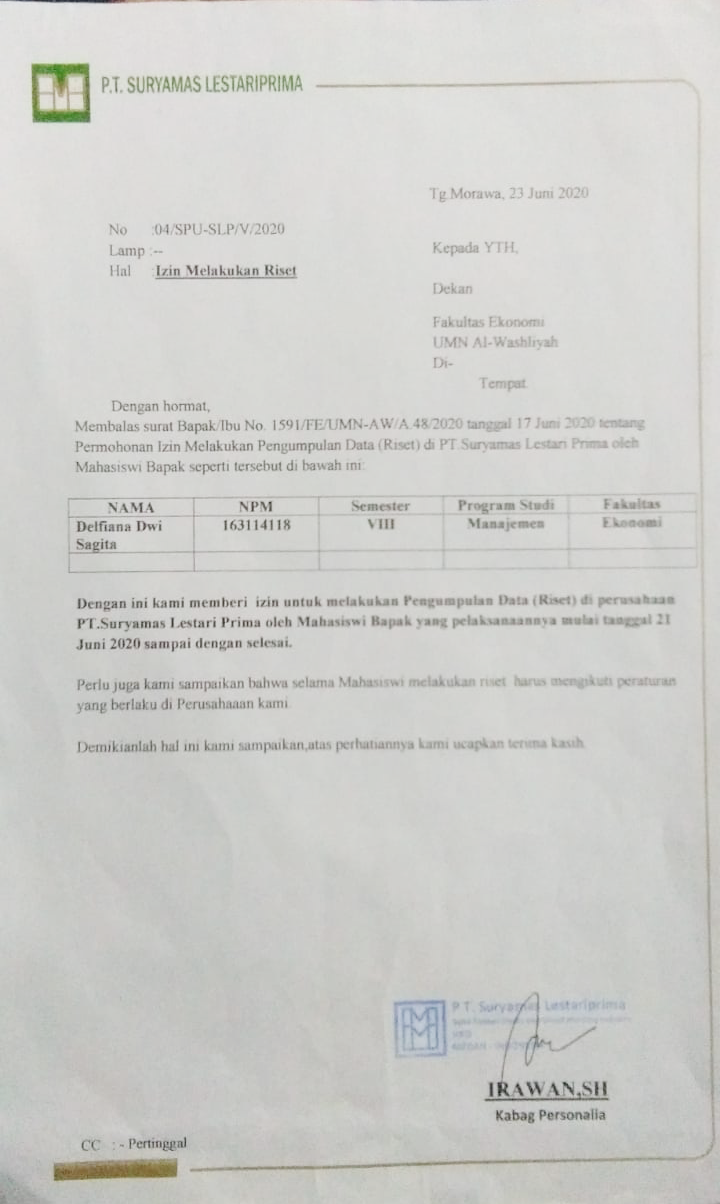 P.T. SURYAMAS LESTARIPRIMA
Tg.Morawa, 23 Juni 2020
No :04/SPU-SLP/V/2020
Lamp :--
Hal :Izin Melakukan Riset
Kepada YTH,
Dekan
Fakultas Ekonomi
UMN Al-Washliyah
Di-
Tempat
Dengan hormat,
Membalas surat Bapak/Ibu No. 1591/FE/UMN-AW/A.48/2020 tanggal 17 Juni 2020 tentang
Permohonan Izin Melakukan Pengumpulan Data (Riset) di PT.Suryamas Lestari Prima oleh
Mahasiswi Bapak seperti tersebut di bawah ini:
NAMA NPM Semester Program Studi Fakultas
Delfiana Dwi 163114118 VIII Manajemen Ekonomi
Sagita
Dengan ini kami memberi izin untuk melakukan Pengumpulan Data (Riset) di perusahaan
PT.Suryamas Lestari Prima oleh Mahasiswi Bapak yang pelaksanaannya mulai tanggal 21
Juni 2020 sampai dengan selesai.
Perlu juga kami sampaikan bahwa selama Mahasiswi melakukan riset harus mengikuti peraturan
yang berlaku di Perusahaaan kami.
Demikianlah hal ini kami sampaikan,atas perhatiannya kami ucapkan terima kasih.
P.T. Suryamas Lestariprima
IRAWAN,SH
Kabag Personalia
CC : - Pertinggal